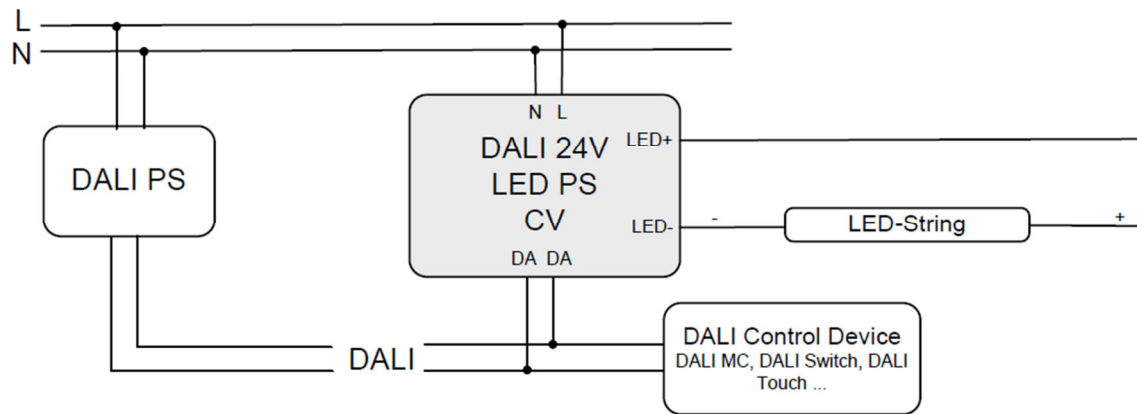 L
N
N L
DALI PS
DALI 24V
LED PS
CV
LED+
LED-
DA DA
-
LED-String
+
DALI
DALI Control Device
DALI MC, DALI Switch, DALI
Touch ...